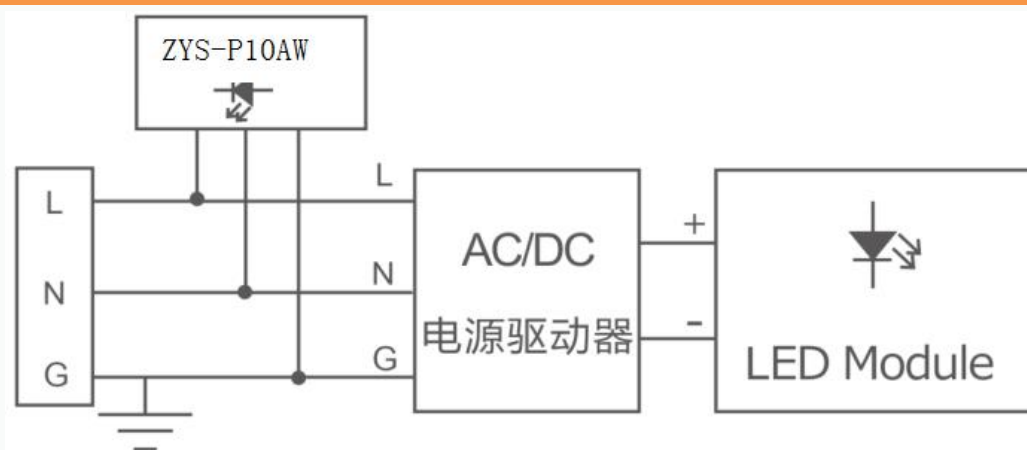 ZYS-P10AW
L
N
G
L
N
G
AC/DC
电源驱动器
+
-
LED Module